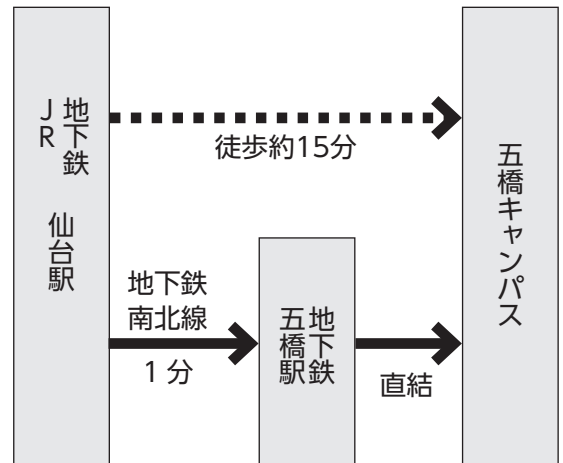 地下鉄
JR
仙台駅
徒歩約15分
地下鉄
南北線
1分
地下鉄
五橋駅
直結
五橋キャンパス